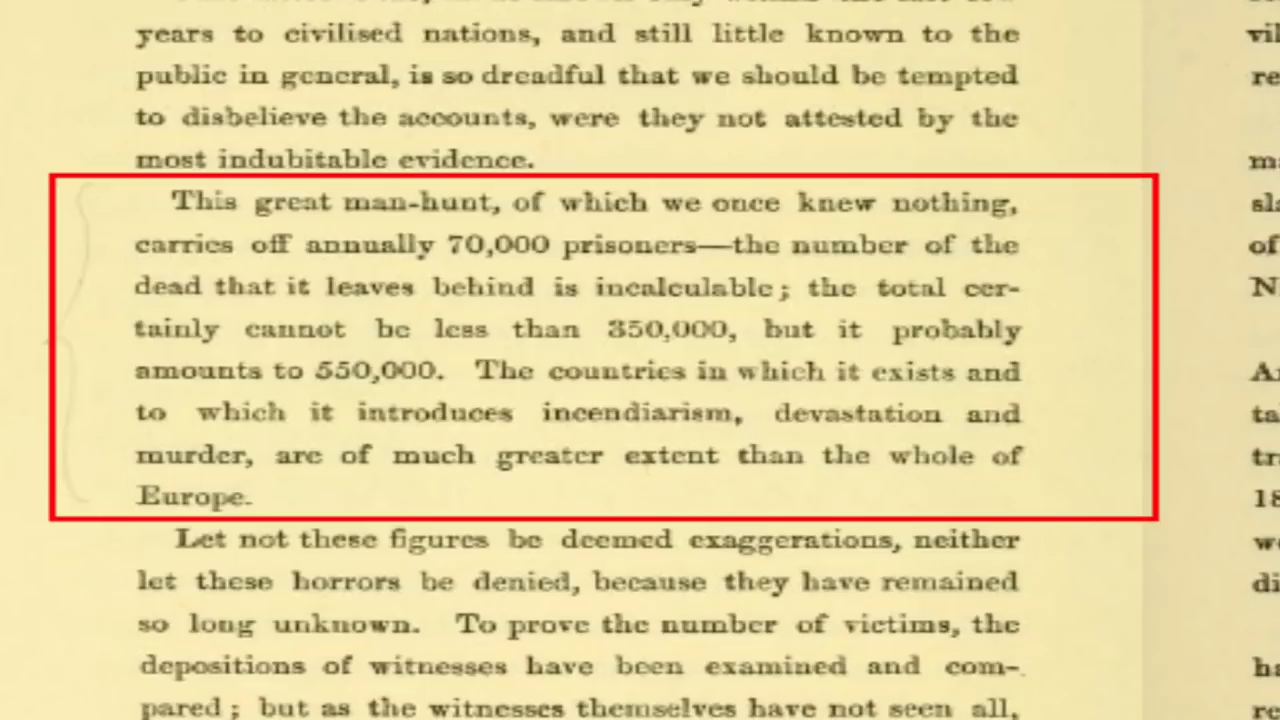 years to civilised nations, and still little known to the
public in general, is so dreadful that we should be tempted
to disbelieve the accounts, were they not attested by the
most indubitable evidence.
This great man-hunt, of which we once knew nothing,
carries off annually 70,000 prisoners—the number of the
dead that it leaves behind is incalculable; the total cer-
tainly cannot be less than 350,000, but it probably
amounts to 550,000. The countries in which it exists and
to which it introduces incendiarism, devastation and
murder, are of much greater extent than the whole of
Europe.
Let not these figures be deemed exaggerations, neither
let these horrors be denied, because they have remained
so long unknown. To prove the number of victims, the
depositions of witnesses have been examined and com-
pared; but as the witnesses themselves have not seen all,